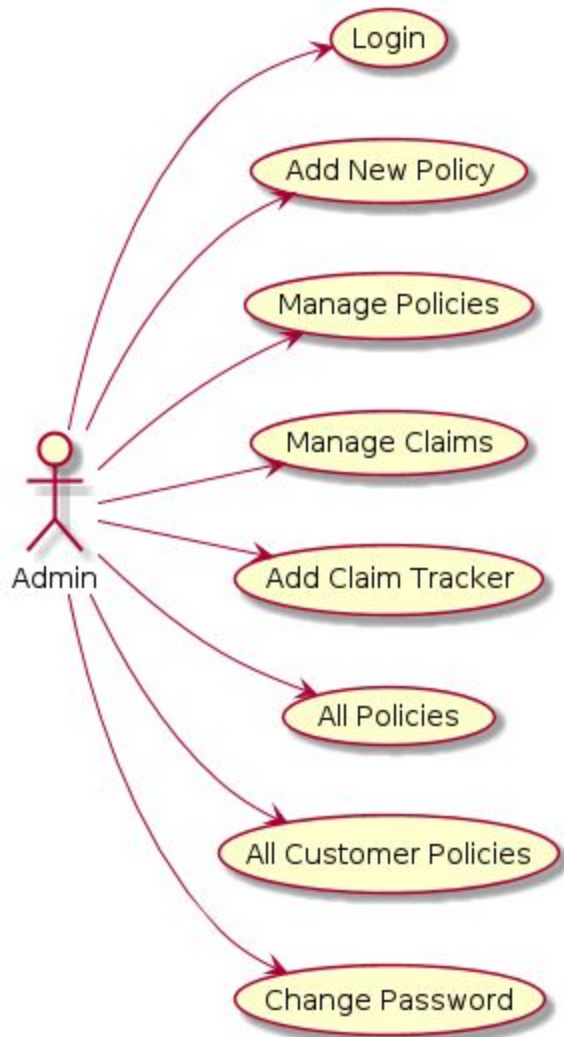 Login
Add New Policy
Manage Policies
Manage Claims
Admin
Add Claim Tracker
All Policies
All Customer Policies
Change Password